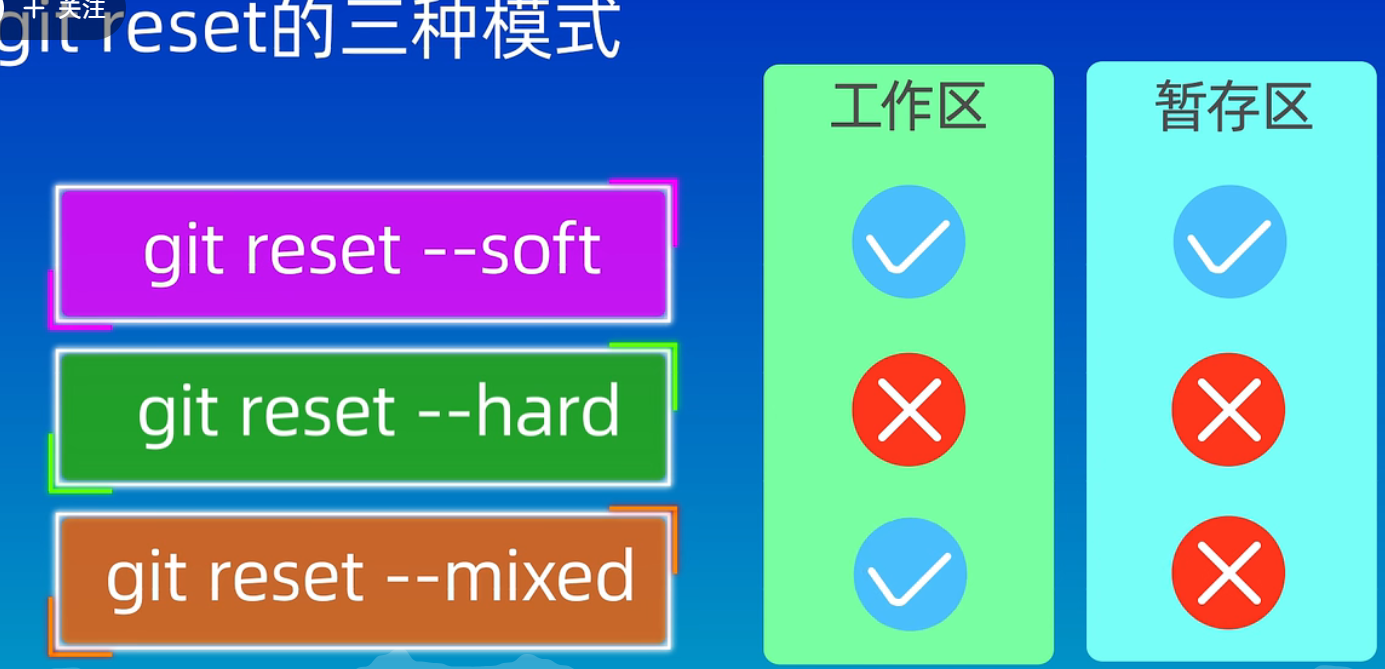 + 关注
git reset的三种模式
工作区
暂存区
git reset --soft
git reset --hard
git reset --mixed